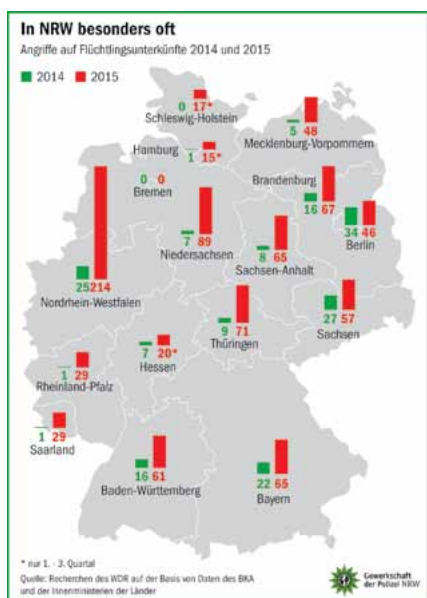 In NRW besonders oft
Angriffe auf Flüchtlingsunterkünfte 2014 und 2015
2014 2015
0 17*
Schleswig-Holstein
5 48
Mecklenburg-Vorpommern
Hamburg 1 15*
0 0
Bremen
Brandenburg
16 67
34 46
Berlin
7 89
Niedersachsen
8 65
Sachsen-Anhalt
25 214
Nordrhein-Westfalen
27 57
Sachsen
9 71
Thüringen
7 20*
Hessen
1 29
Rheinland-Pfalz
1 29
Saarland
16 61
Baden-Württemberg
22 65
Bayern
* nur 1. - 3. Quartal
Quelle: Recherchen des WDR auf der Basis von Daten des BKA
und der Innenministerien der Länder
Gewerkschaft
der Polizei NRW